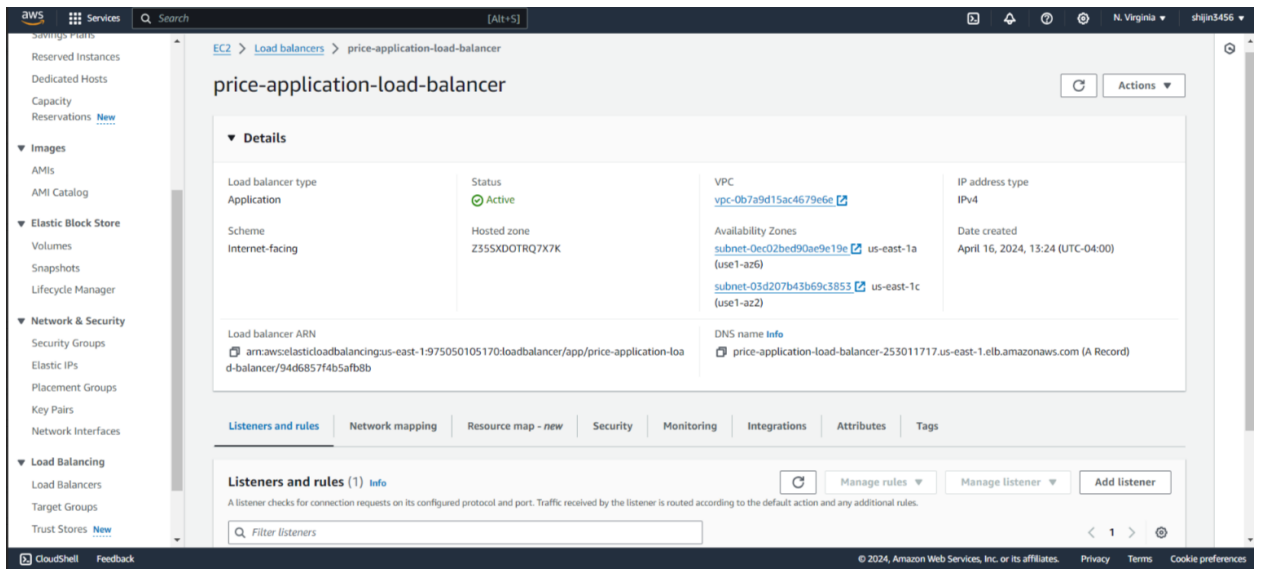 aws
Services
Search
[Alt+S]
N. Virginia
shijin3456
Savings Plans
Reserved Instances
Dedicated Hosts
Capacity
Reservations New
Images
AMIs
AMI Catalog
Elastic Block Store
Volumes
Snapshots
Lifecycle Manager
Network & Security
Security Groups
Elastic IPs
Placement Groups
Key Pairs
Network Interfaces
Load Balancing
Load Balancers
Target Groups
Trust Stores New
EC2 > Load balancers > price-application-load-balancer
price-application-load-balancer
Actions
Details
Load balancer type
Application
Status
Active
VPC
vpc-0b7a9d15ac4679e6e
IP address type
IPv4
Scheme
Internet-facing
Hosted zone
Z35SXDOTRQ7X7K
Availability Zones
subnet-0ec02bed90ae9e19e us-east-1a
(use1-az6)
subnet-03d207b43b69c3853 us-east-1c
(use1-az2)
Date created
April 16, 2024, 13:24 (UTC-04:00)
Load balancer ARN
arn:aws:elasticloadbalancing:us-east-1:975050105170:loadbalancer/app/price-application-loa
d-balancer/94d6857f4b5afb8b
DNS name Info
price-application-load-balancer-253011717.us-east-1.elb.amazonaws.com (A Record)
Listeners and rules
Network mapping
Resource map - new
Security
Monitoring
Integrations
Attributes
Tags
Listeners and rules (1) Info
Manage rules
Manage listener
Add listener
A listener checks for connection requests on its configured protocol and port. Traffic received by the listener is routed according to the default action and any additional rules.
Filter listeners
< 1 >
CloudShell
Feedback
© 2024, Amazon Web Services, Inc. or its affiliates.
Privacy
Terms
Cookie preferences